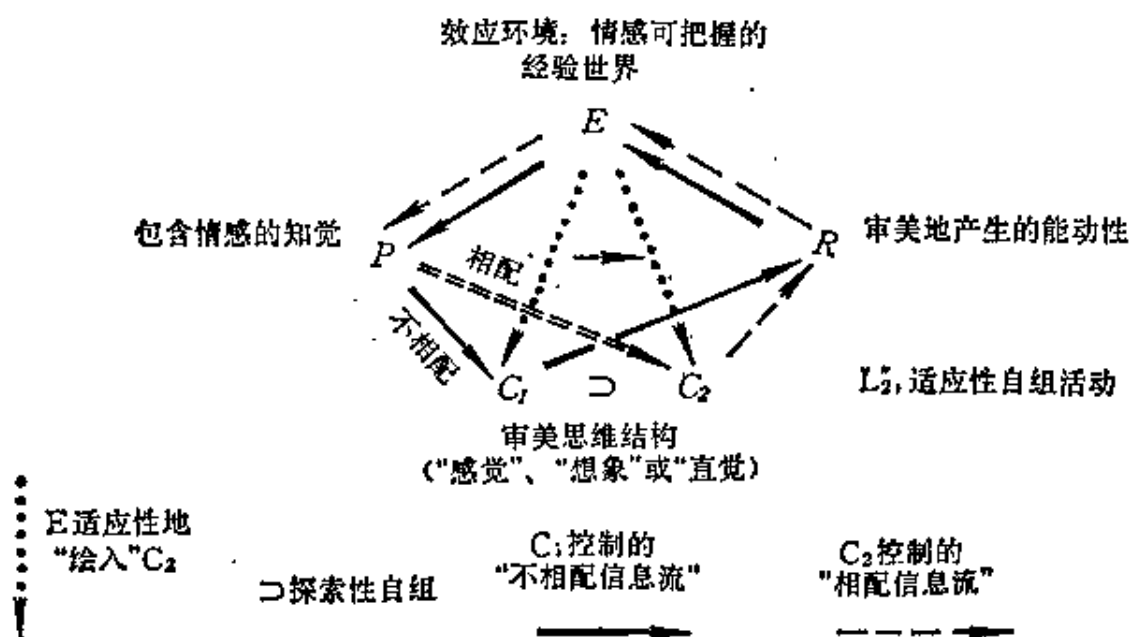 效应环境：情感可把握的
经验世界
E
包含情感的知觉
P
相配
不相配
R
审美地产生的能动性
C₁
⊃
C₂
L₂",适应性自组活动
审美思维结构
(“感觉”、“想象”或“直觉)
E适应性地
“绘入”C₂
⊃探索性自组
C₁控制的
“不相配信息流”
C₂控制的
"相配信息流”